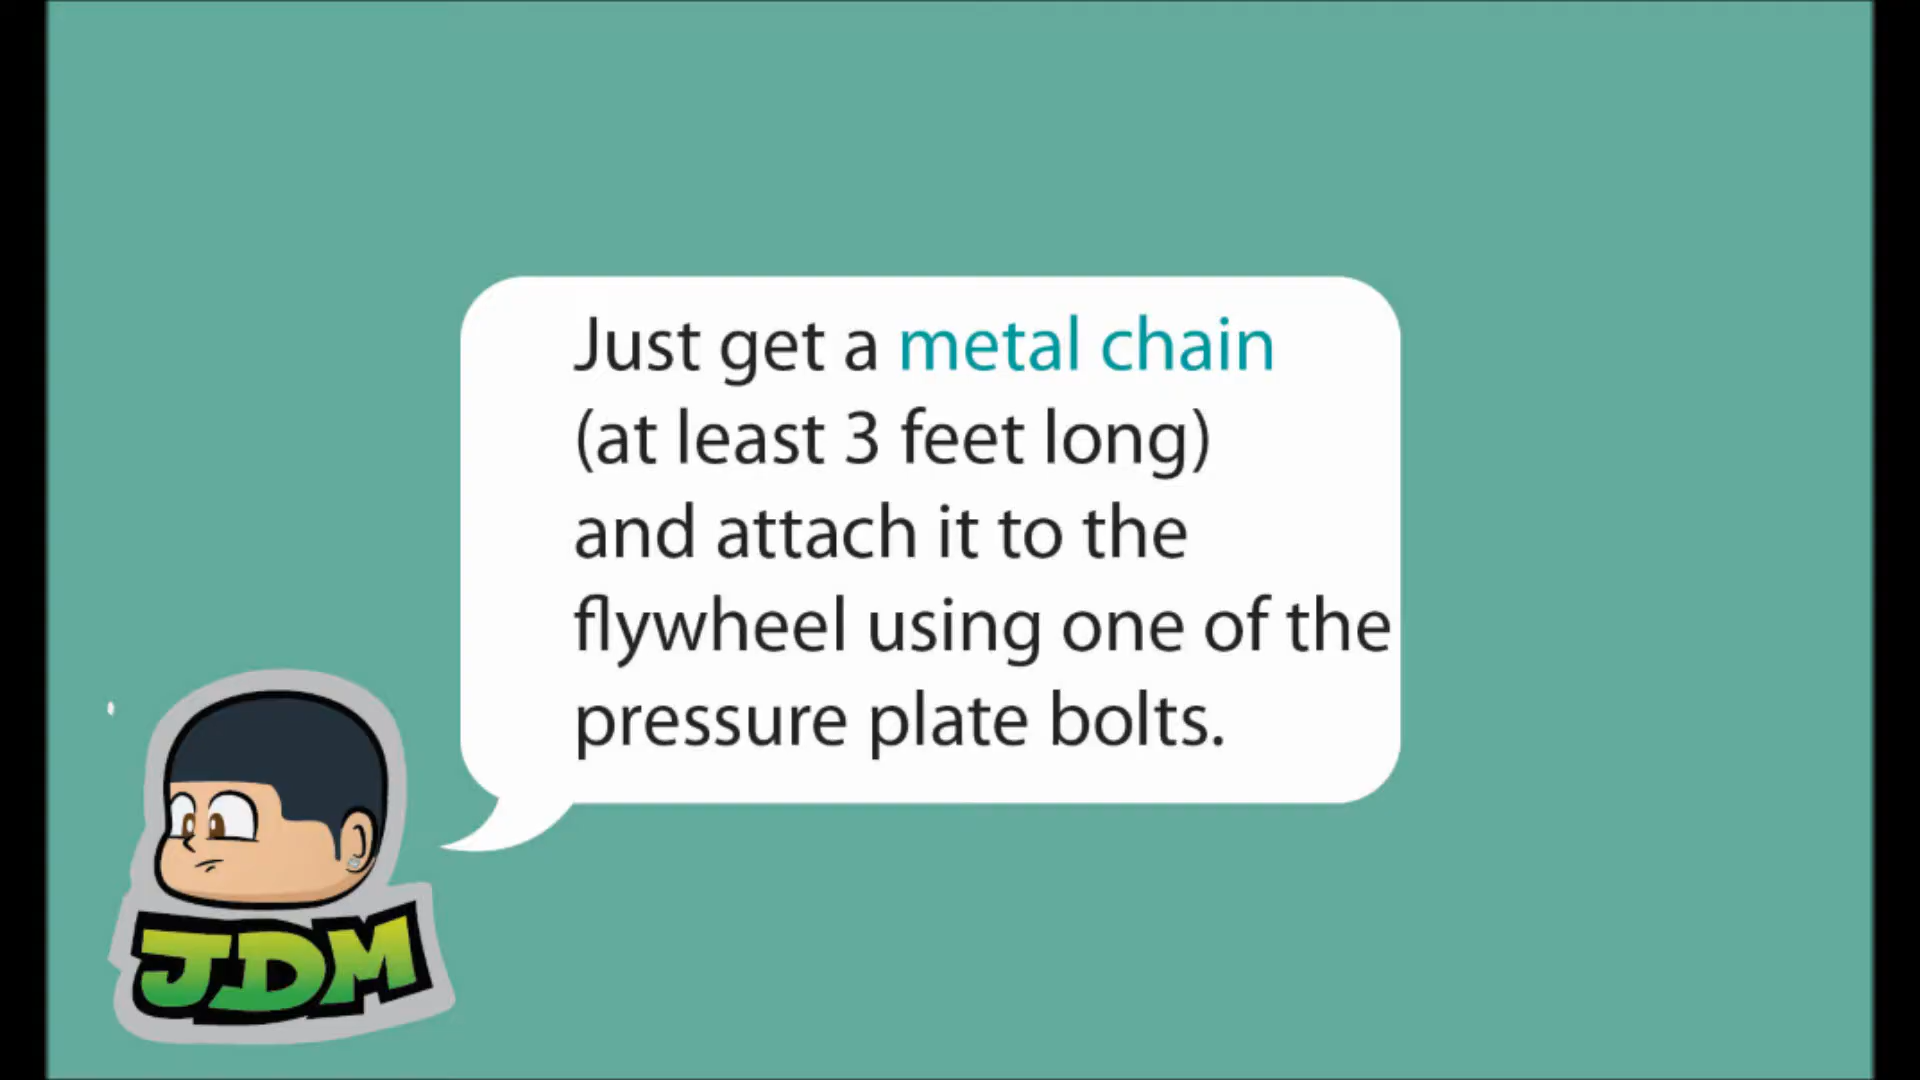 Just get a metal chain
(at least 3 feet long)
and attach it to the
flywheel using one of the
pressure plate bolts.
JDM